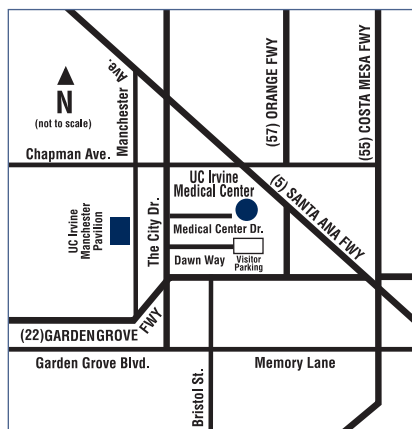 Manchester
Ave.
N
(not to scale)
(57) ORANGE FWY
(55) COSTA MESA FWY
Chapman Ave.
UC Irvine
Medical Center
(5) SANTA ANA FWY
UC Irvine
Manchester
Pavilion
The City Dr.
Medical Center Dr.
Dawn Way
Visitor
Parking
(22)GARDENGROVE
FWY
Garden Grove Blvd.
Memory Lane
Bristol St.